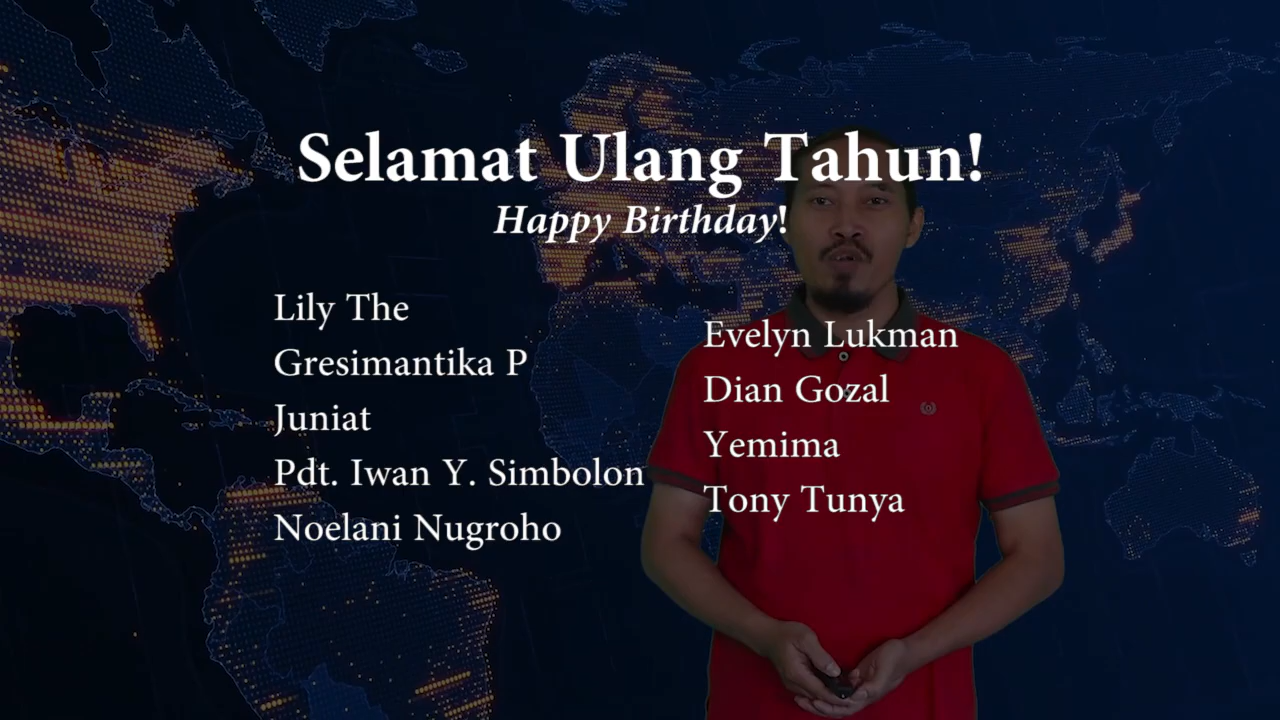 Selamat Ulang Tahun!
Happy Birthday!
Lily The
Gresimantika P
Juniat
Pdt. Iwan Y. Simbolon
Noelani Nugroho
Evelyn Lukman
Dian Gozal
Yemima
Tony Tunya